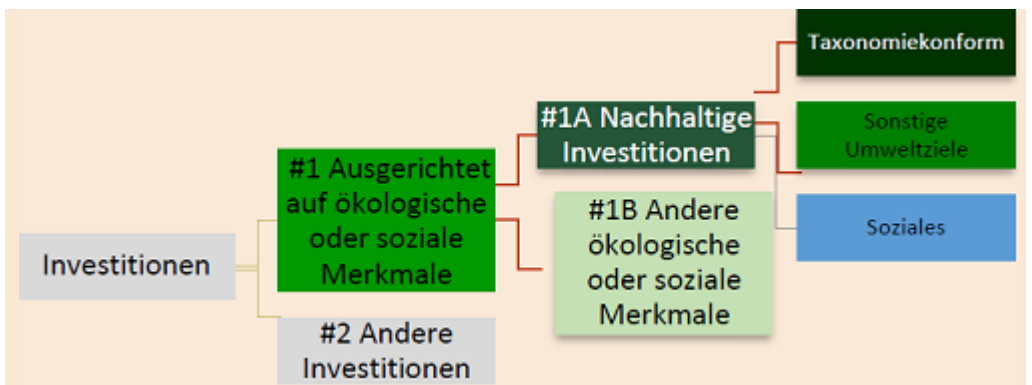 Investitionen
#1 Ausgerichtet
auf ökologische
oder soziale
Merkmale
#2 Andere
Investitionen
#1A Nachhaltige
Investitionen
#1B Andere
ökologische
oder soziale
Merkmale
Taxonomiekonform
Sonstige
Umweltziele
Soziales